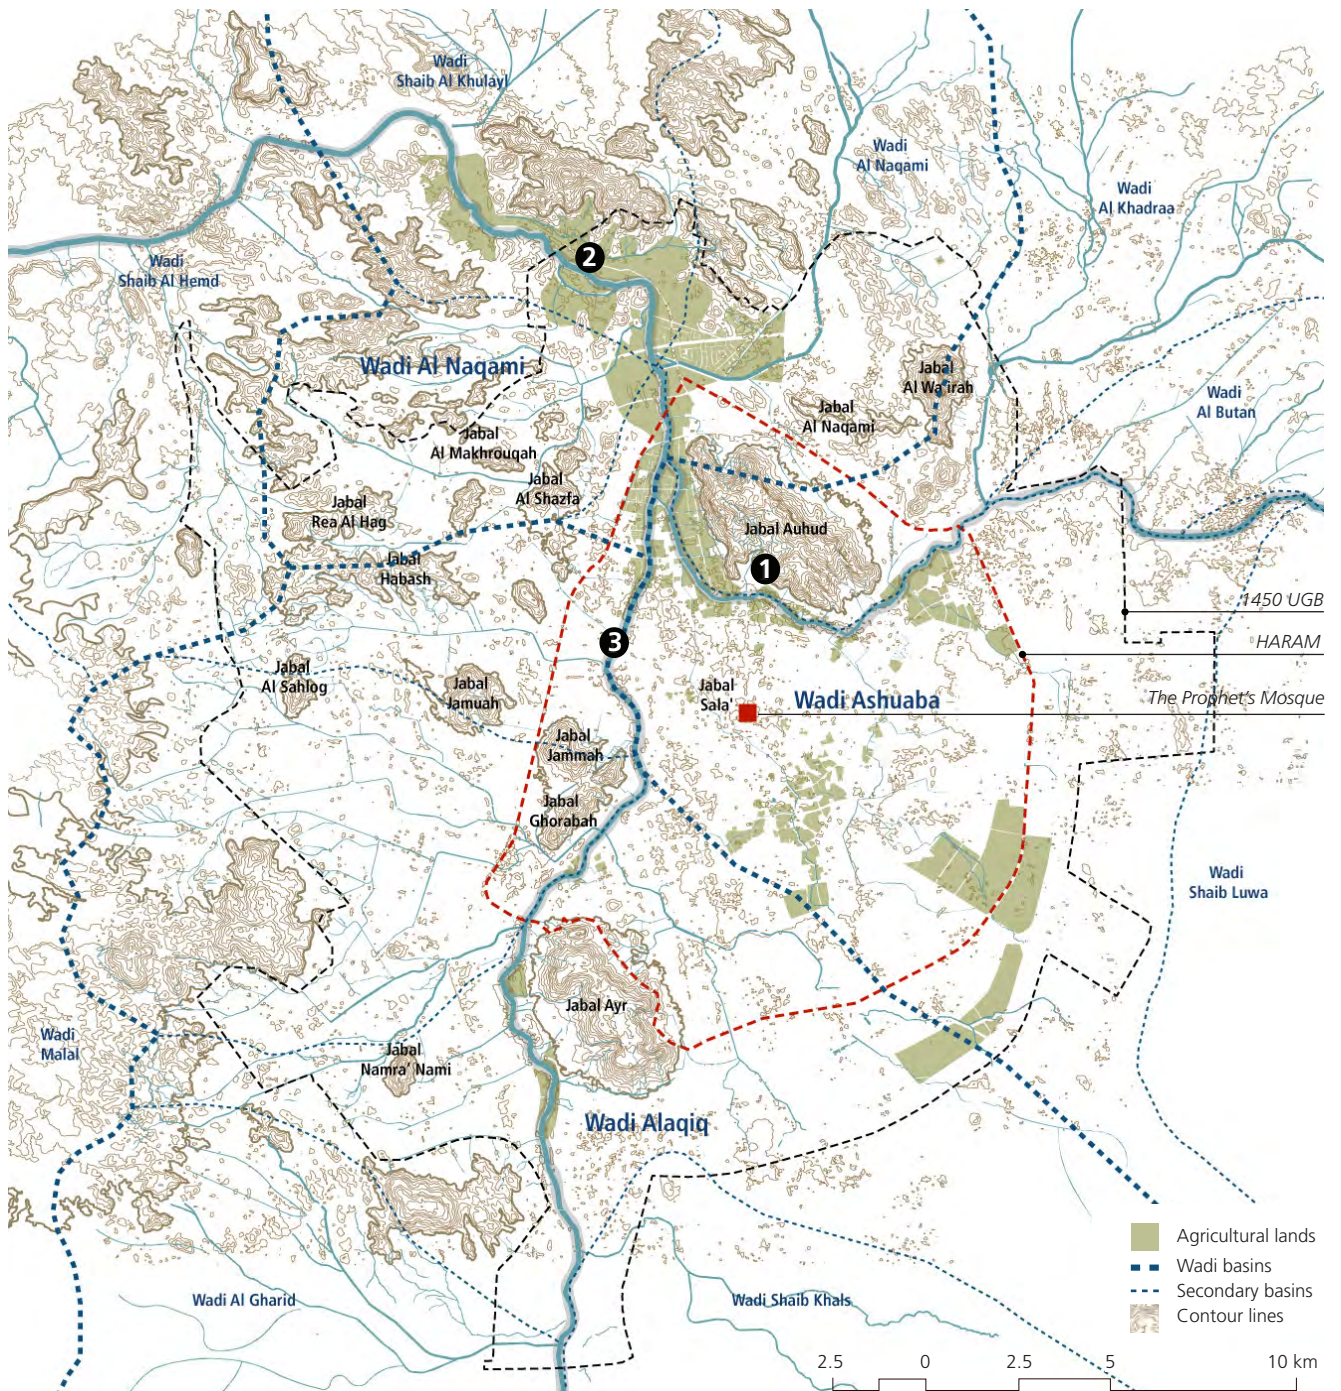 Wadi
Shaib Al Khulayl
Wadi
Al Naqami
Wadi
Al Khadraa
2
Wadi
Shaib Al Hemd
Wadi Al Naqami
Jabal
Al Wa'irah
Wadi
Al Butan
Jabal
Al Naqami
Jabal
Al Makhrouqah
Jabal
Al Shazfa
Jabal
Rea Al Hag
Jabal Auhud
Jabal
Habash
1
1450 UGB
3
HARAM
Jabal
Al Sahlog
Jabal
Jamuah
Jabal
Sala'
Wadi Ashuaba
The Prophet's Mosque
Jabal
Jammah
Jabal
Ghorabah
Wadi
Shaib Luwa
Jabal Ayr
Wadi
Malal
Jabal
Namra' Nami
Wadi Alaqiq
Agricultural lands
Wadi basins
Secondary basins
Contour lines
Wadi Al Gharid
Wadi Shaib Khals
2.5 0 2.5 5 10 km